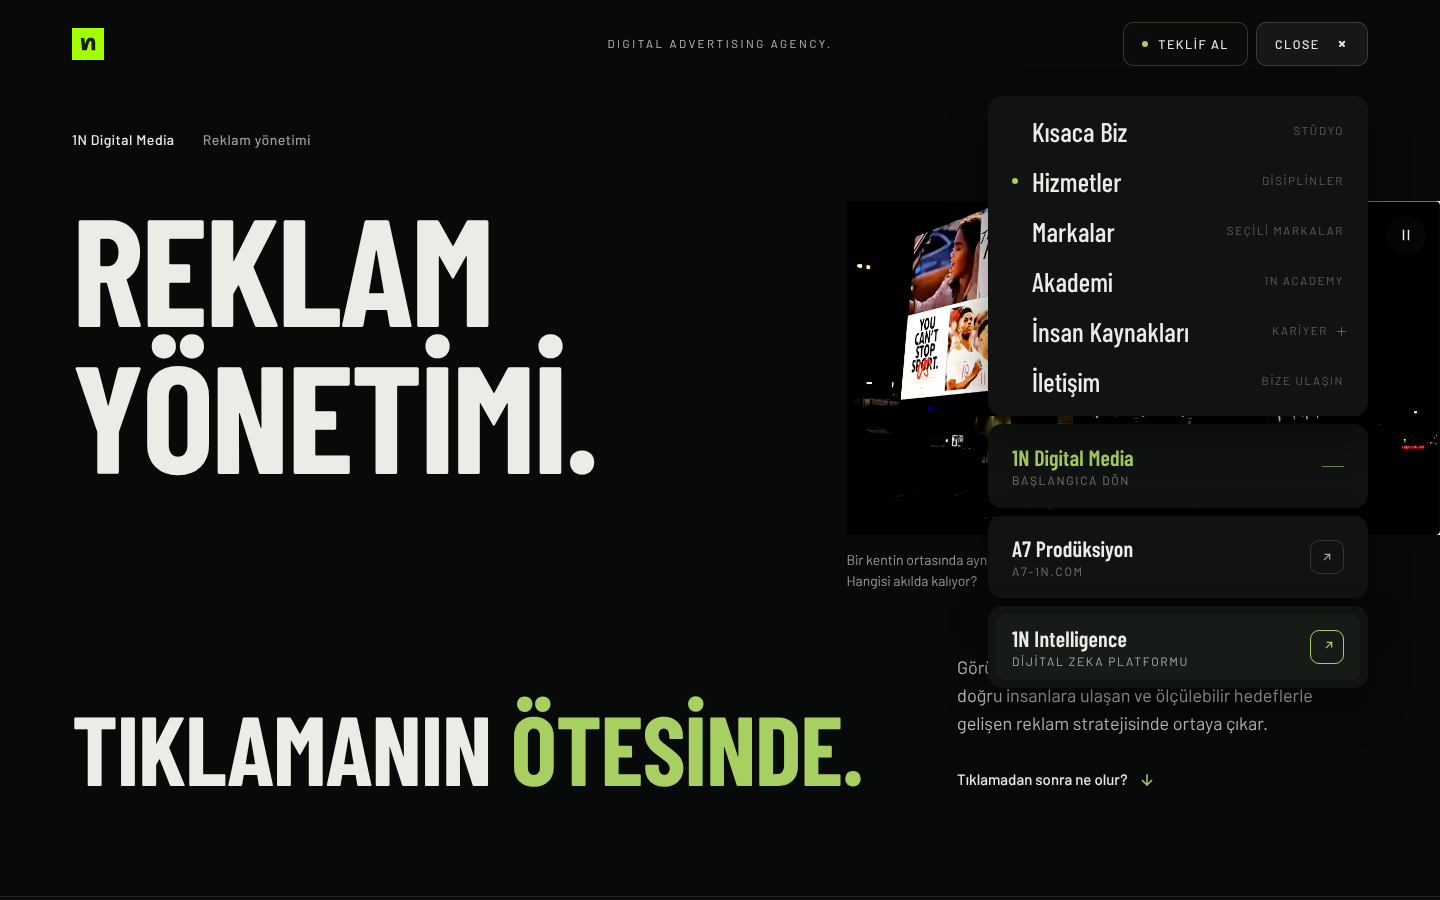 n
DIGITAL ADVERTISING AGENCY.
TEKLİF AL
CLOSE
1N Digital Media
Reklam yönetimi
REKLAM
YÖNETİMİ.
Kısaca Biz
STÜDYO
Hizmetler
DİSİPLİNLER
Markalar
SEÇİLİ MARKALAR
Akademi
1N ACADEMY
İnsan Kaynakları
KARİYER
İletişim
BİZE ULAŞIN
YOU
CAN'T
STOP
SPORT.
1N Digital Media
BAŞLANGICA DÖN
A7 Prodüksiyon
A7-1N.COM
1N Intelligence
DİJİTAL ZEKA PLATFORMU
Bir kentin ortasında
Hangisi akılda kalıyor?
doğru insanlara ulaşan ve ölçülebilir hedeflerle
gelişen reklam stratejisinde ortaya çıkar.
TIKLAMANIN ÖTESİNDE.
Tıklamadan sonra ne olur?